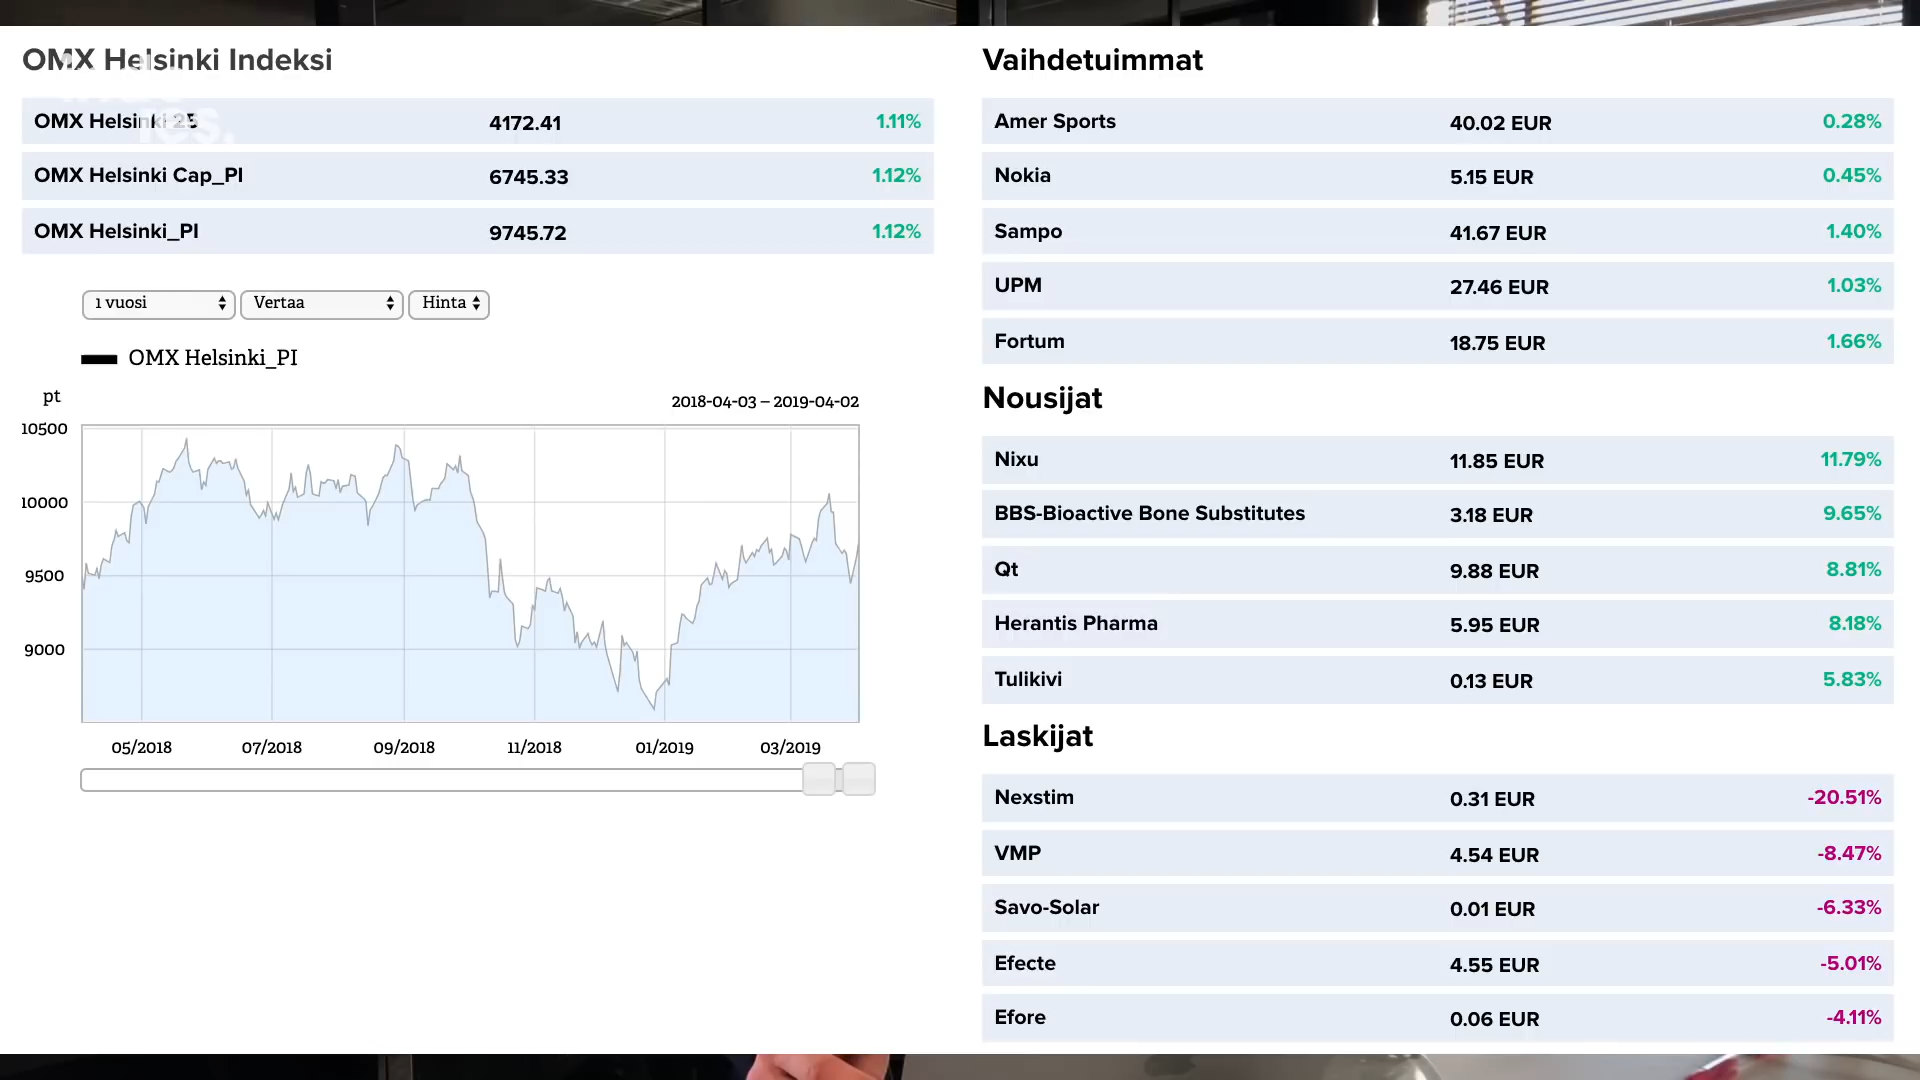 OMX Helsinki Indeksi
OMX Helsinki 25 4172.41 1.11%
OMX Helsinki Cap_PI 6745.33 1.12%
OMX Helsinki_PI 9745.72 1.12%
1 vuosi Vertaa Hinta
OMX Helsinki_PI
pt
2018-04-03 – 2019-04-02
10500
10000
9500
9000
05/2018 07/2018 09/2018 11/2018 01/2019 03/2019
Vaihdetuimmat
Amer Sports 40.02 EUR 0.28%
Nokia 5.15 EUR 0.45%
Sampo 41.67 EUR 1.40%
UPM 27.46 EUR 1.03%
Fortum 18.75 EUR 1.66%
Nousijat
Nixu 11.85 EUR 11.79%
BBS-Bioactive Bone Substitutes 3.18 EUR 9.65%
Qt 9.88 EUR 8.81%
Herantis Pharma 5.95 EUR 8.18%
Tulikivi 0.13 EUR 5.83%
Laskijat
Nexstim 0.31 EUR -20.51%
VMP 4.54 EUR -8.47%
Savo-Solar 0.01 EUR -6.33%
Efecte 4.55 EUR -5.01%
Efore 0.06 EUR -4.11%